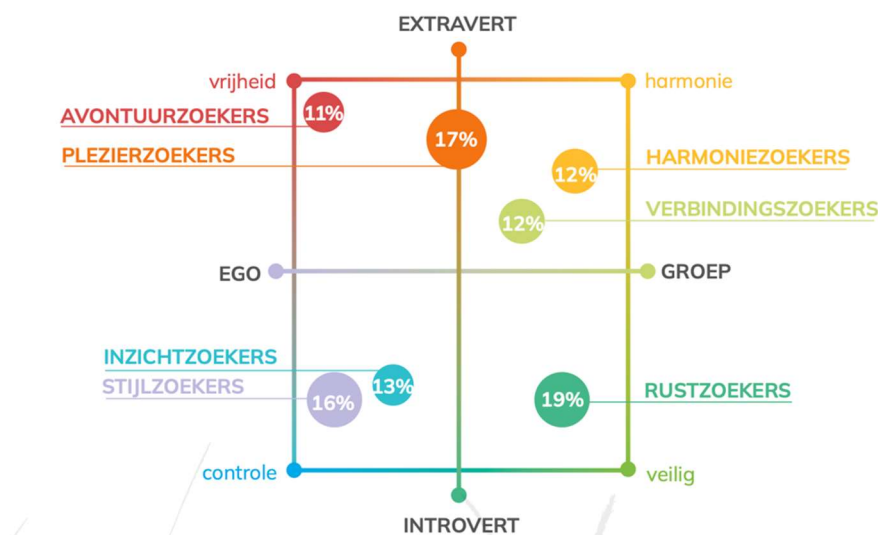 EXTRAVERT
vrijheid
harmonie
AVONTUURZOEKERS
11%
PLEZIERZOEKERS
17%
HARMONIEZOEKERS
12%
VERBINDINGSZOEKERS
12%
EGO
GROEP
INZICHTZOEKERS
13%
STIJLZOEKERS
16%
RUSTZOEKERS
19%
controle
veilig
INTROVERT